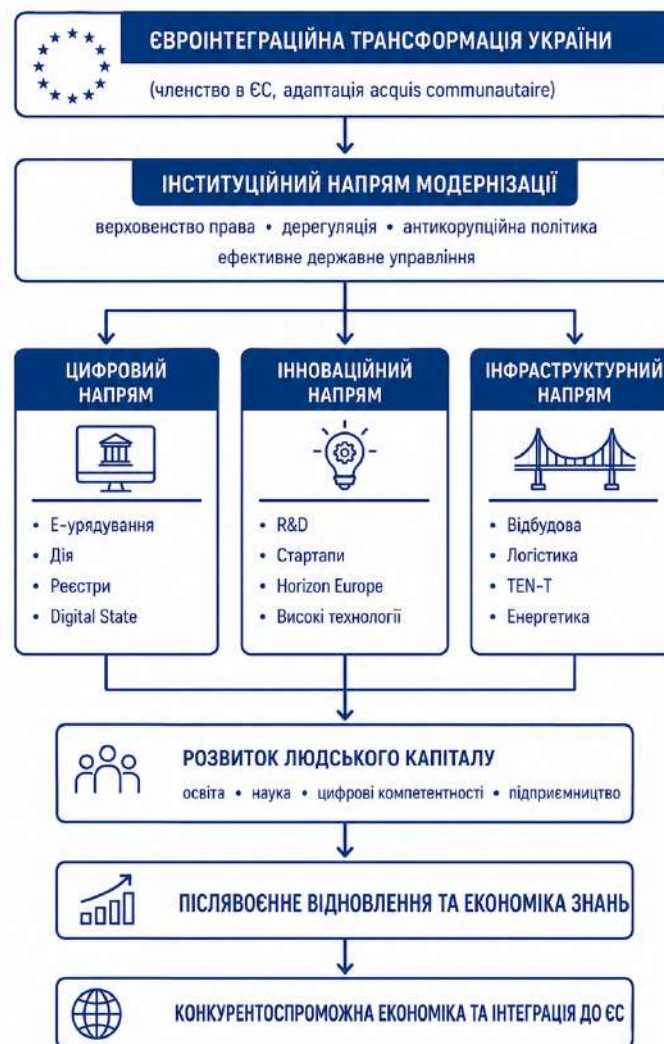 ЄВРОІНТЕГРАЦІЙНА ТРАНСФОРМАЦІЯ УКРАЇНИ
(членство в ЄС, адаптація acquis communautaire)
ІНСТИТУЦІЙНИЙ НАПРЯМ МОДЕРНІЗАЦІЇ
верховенство права • дерегуляція • антикорупційна політика
ефективне державне управління
ЦИФРОВИЙ
НАПРЯМ
• Е-урядування
• Дія
• Реєстри
• Digital State
ІННОВАЦІЙНИЙ
НАПРЯМ
• R&D
• Стартапи
• Horizon Europe
• Високі технології
ІНФРАСТРУКТУРНИЙ
НАПРЯМ
• Відбудова
• Логістика
• TEN-T
• Енергетика
РОЗВИТОК ЛЮДСЬКОГО КАПІТАЛУ
освіта • наука • цифрові компетентності • підприємництво
ПІСЛЯВОЄННЕ ВІДНОВЛЕННЯ ТА ЕКОНОМІКА ЗНАНЬ
КОНКУРЕНТОСПРОМОЖНА ЕКОНОМІКА ТА ІНТЕГРАЦІЯ ДО ЄС